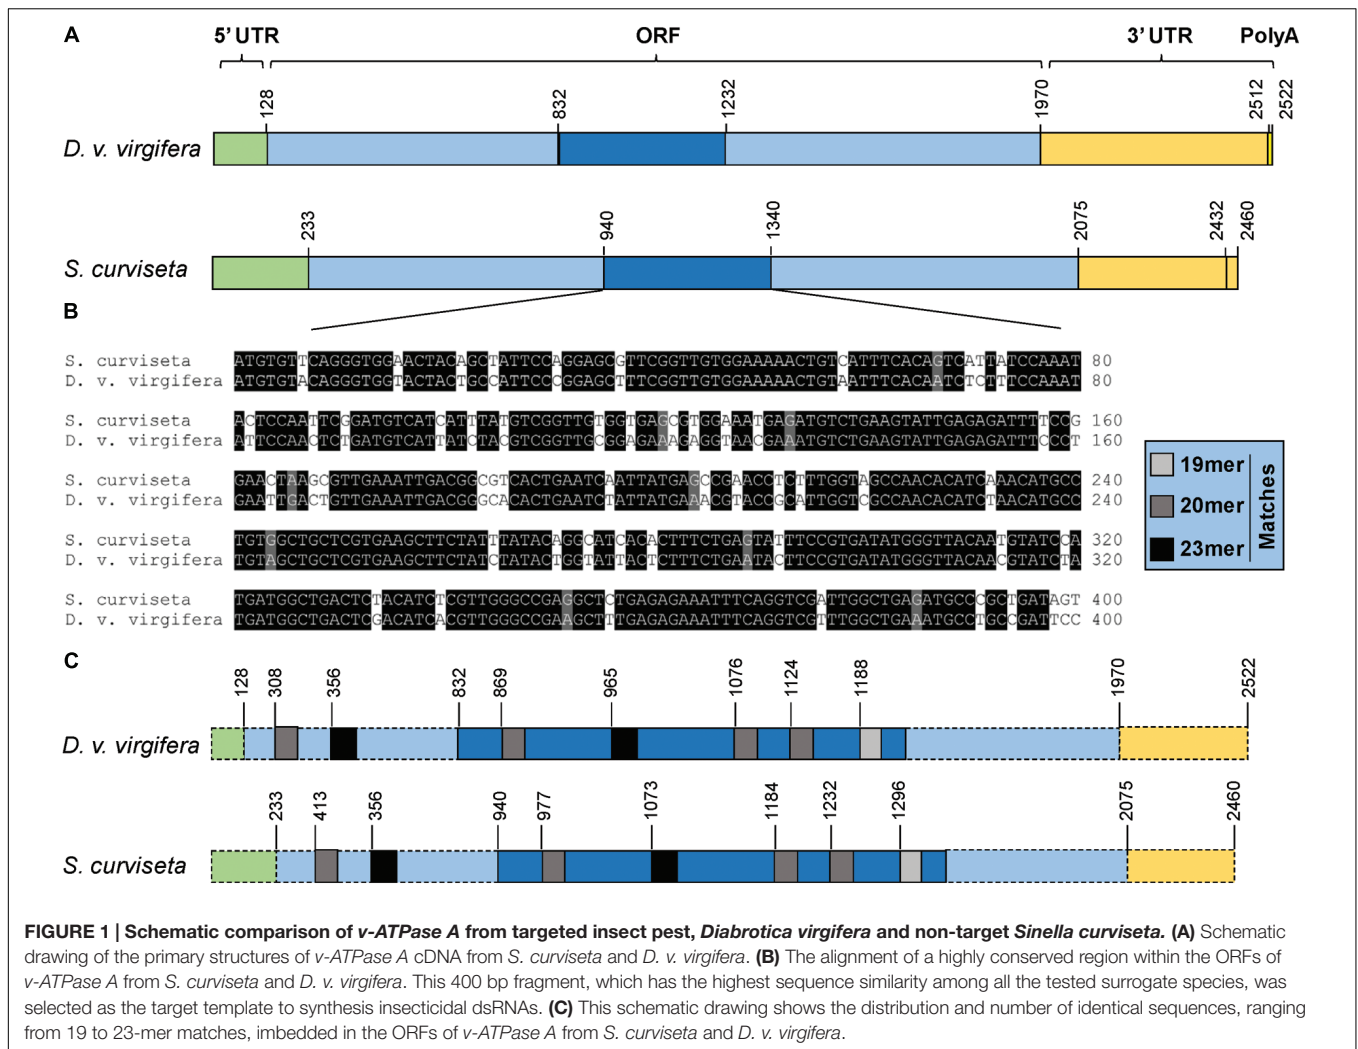 A
5' UTR ORF 3' UTR PolyA
128 832 1232 1970 2512 2522
D. v. virgifera
233 940 1340 2075 2432 2460
S. curviseta
B
S. curviseta ATGTGTTCAGGGTGGAACTACAGCTATTCCAGGAGCGTTCGGTTGTGGAAAAACTGTCATTTCACAGTCATTATCCAAAT 80
D. v. virgifera ATGTGTACAGGGTGGTACTACTGCCATTCCCGGAGCTTTCGGTTGTGGAAAAACTGTAATTTCACAATCTCTTTCCAAAT 80
S. curviseta ACTCCAATTCGGATGTCATCATTTATGTCGGTTGTGGTGAGCGTGGAAATGAGATGTCTGAAGTATTGAGAGATTTTCCG 160
D. v. virgifera ATTCCAACTCTGATGTCATTATCTACGTCGGTTGCGGAGAAAGAGGTAACGAAATGTCTGAAGTATTGAGAGATTTCCCT 160
S. curviseta GAACTAAGCGTTGAAATTGACGGCGTCACTGAATCAATTATGAGCCGAACCTCTTTGGTAGCCAACACATCAAACATGCC 240
D. v. virgifera GAATTGACTGTTGAAATTGACGGGCACACTGAATCTATTATGAAACGTACCGCATTGGTCGCCAACACATCTAACATGCC 240
S. curviseta TGTGGCTGCTCGTGAAGCTTCTATTTATACAGGCATCACACTTTCTGAGTATTTCCGTGATATGGGTTACAATGTATCCA 320
D. v. virgifera TGTAGCTGCTCGTGAAGCTTCTATCTATACTGGTATTACTCTTTCTGAATACTTCCGTGATATGGGTTACAACGTATCTA 320
S. curviseta TGATGGCTGACTCTACATCTCGTTGGGCCGAGGCTCTGAGAGAAATTTCAGGTCGATTGGCTGAGATGCCCGCTGATAGT 400
D. v. virgifera TGATGGCTGACTCGACATCACGTTGGGCCGAAGCTTTGAGAGAAATTTCAGGTCGTTTGGCTGAAATGCCTGCCGATTCC 400
19mer
20mer
23mer
Matches
C
128 308 356 832 869 965 1076 1124 1188 1970 2522
D. v. virgifera
233 413 356 940 977 1073 1184 1232 1296 2075 2460
S. curviseta
FIGURE 1 | Schematic comparison of v-ATPase A from targeted insect pest, Diabrotica virgifera and non-target Sinella curviseta. (A) Schematic
drawing of the primary structures of v-ATPase A cDNA from S. curviseta and D. v. virgifera. (B) The alignment of a highly conserved region within the ORFs of
v-ATPase A from S. curviseta and D. v. virgifera. This 400 bp fragment, which has the highest sequence similarity among all the tested surrogate species, was
selected as the target template to synthesis insecticidal dsRNAs. (C) This schematic drawing shows the distribution and number of identical sequences, ranging
from 19 to 23-mer matches, imbedded in the ORFs of v-ATPase A from S. curviseta and D. v. virgifera.